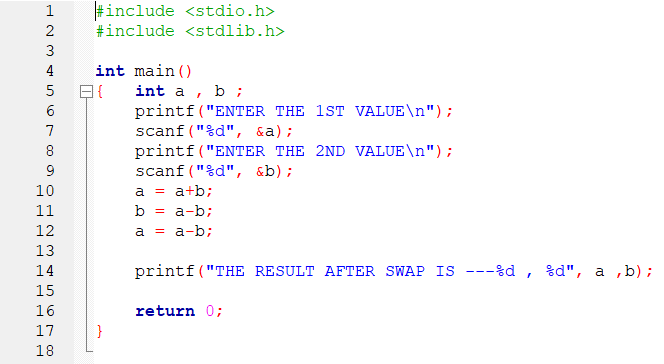 1 #include <stdio.h>
2 #include <stdlib.h>
3
4 int main()
5 { int a , b ;
6 printf("ENTER THE 1ST VALUE\n");
7 scanf("%d", &a);
8 printf("ENTER THE 2ND VALUE\n");
9 scanf("%d", &b);
10 a = a+b;
11 b = a-b;
12 a = a-b;
13
14 printf("THE RESULT AFTER SWAP IS ---%d , %d", a ,b);
15
16 return 0;
17 }
18